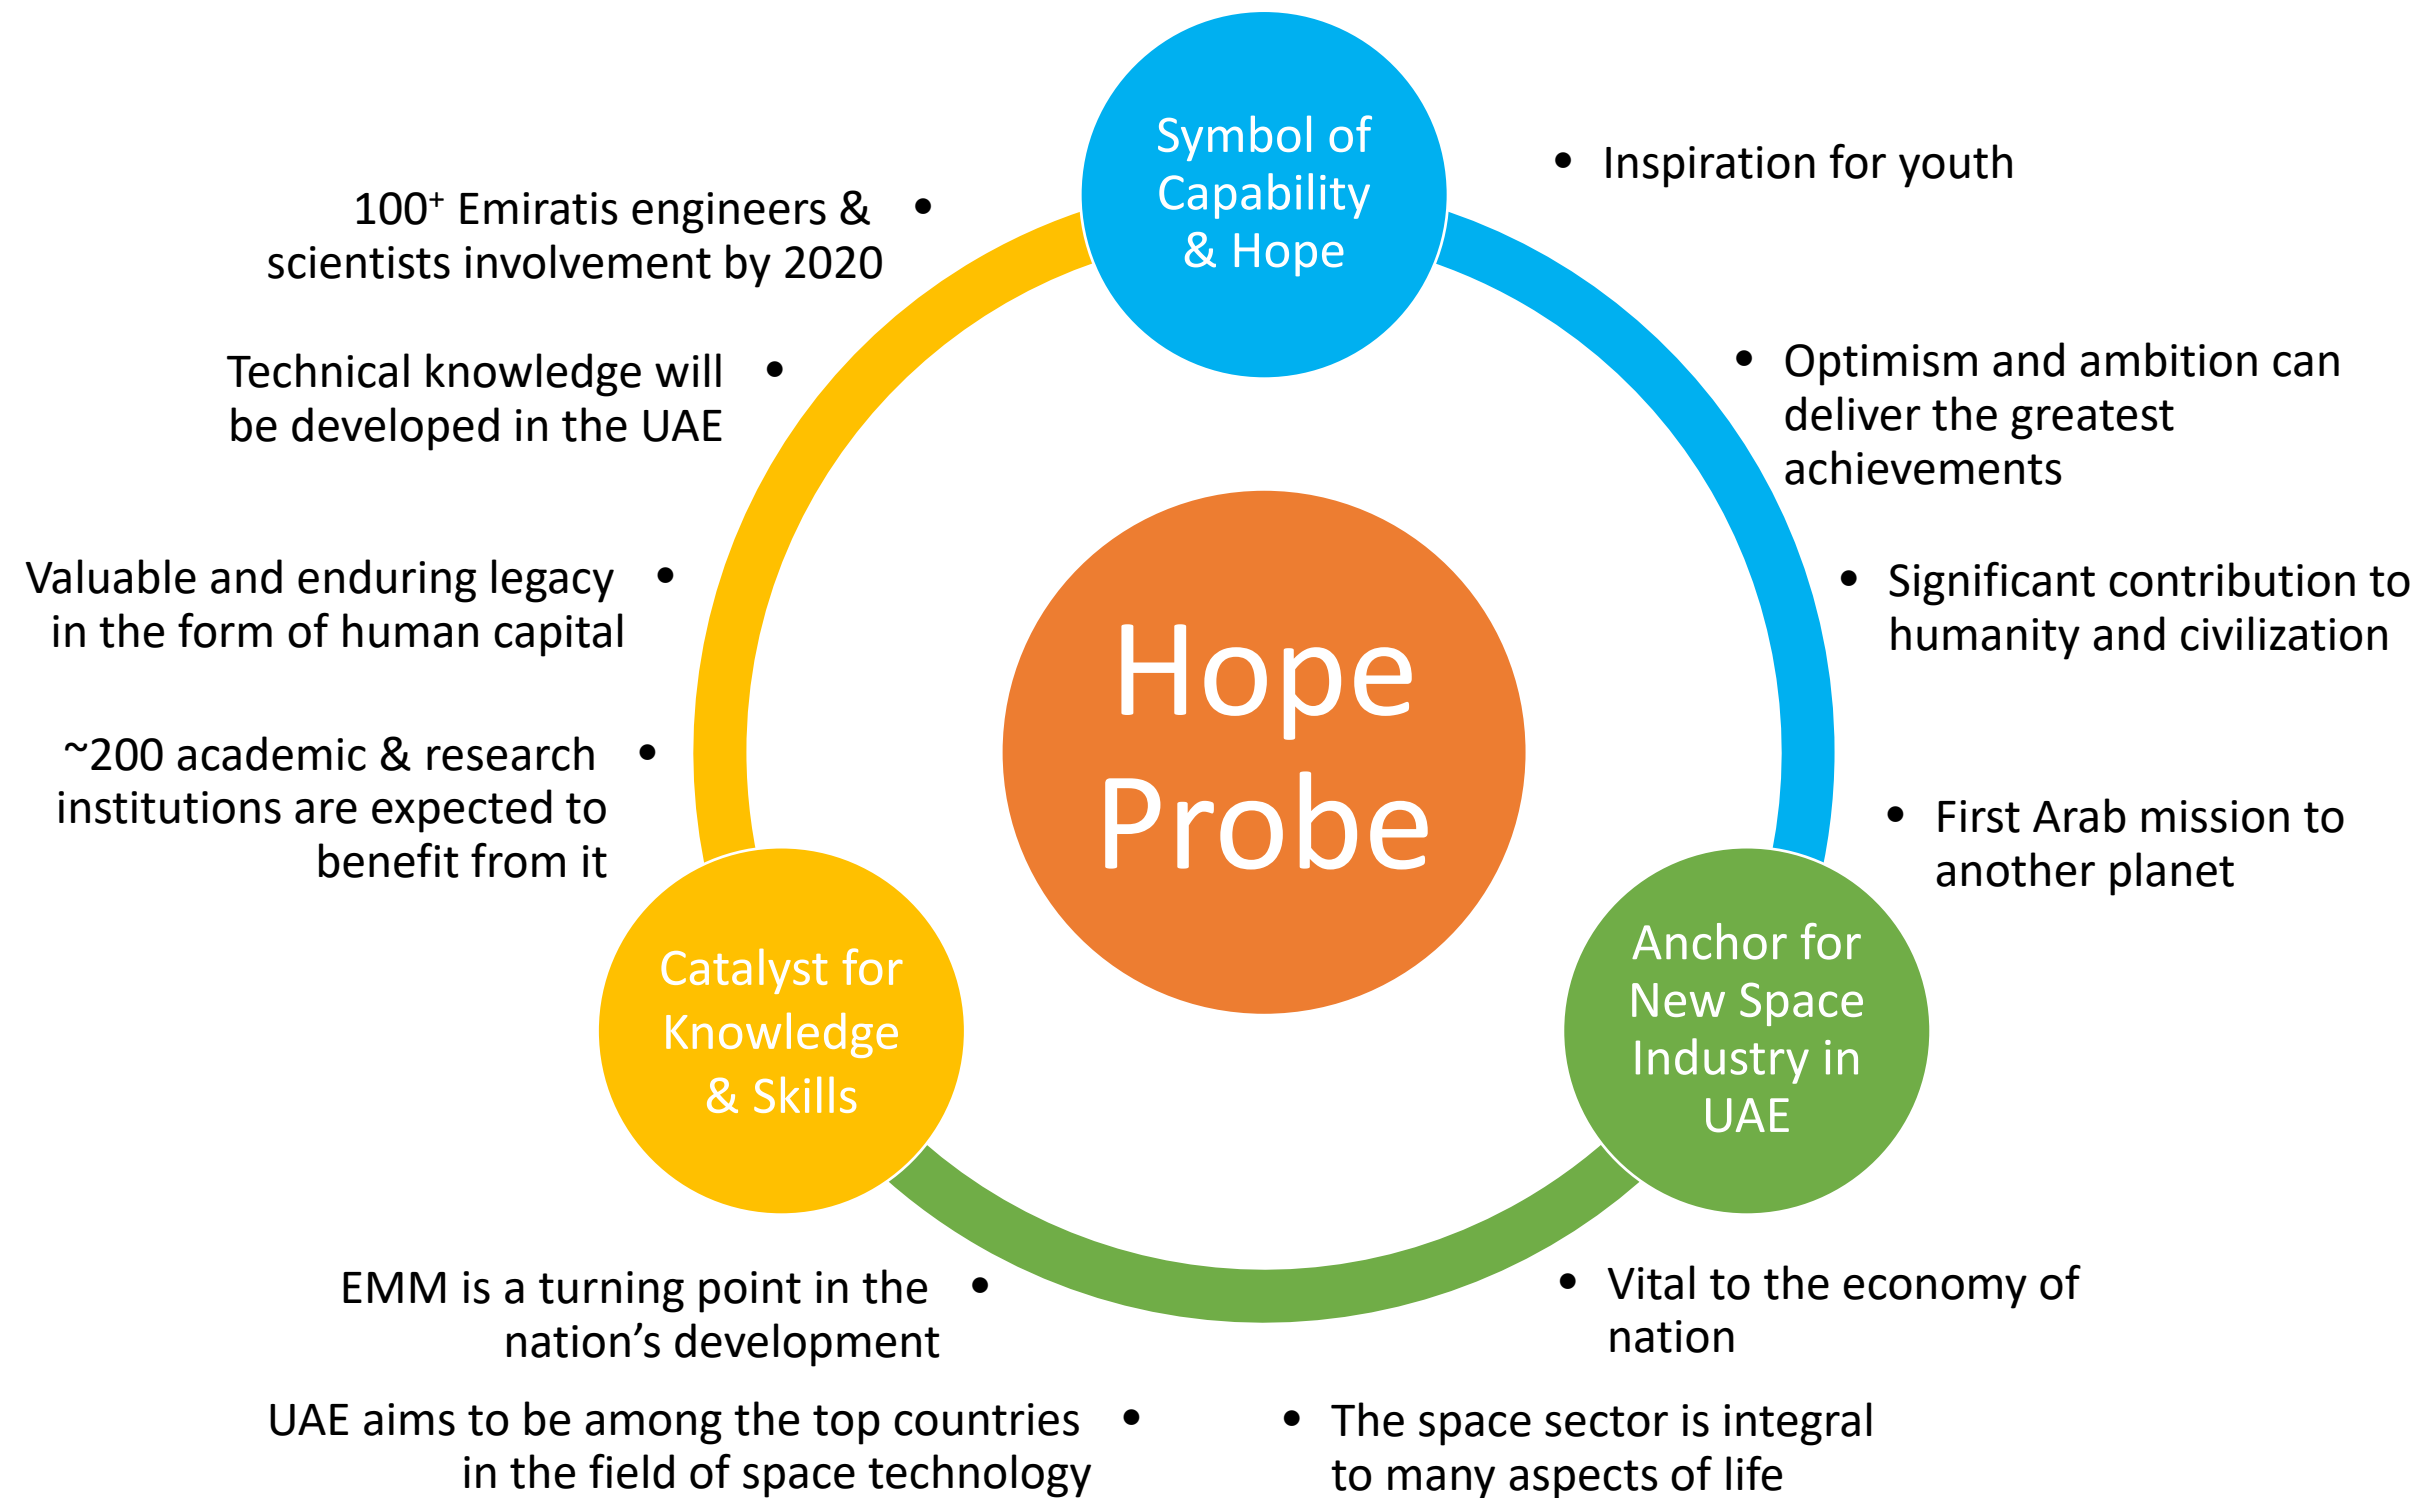 Symbol of
Capability
& Hope
• Inspiration for youth
• Optimism and ambition can
deliver the greatest
achievements
• Significant contribution to
humanity and civilization
• First Arab mission to
another planet
Anchor for
New Space
Industry in
UAE
• Vital to the economy of
nation
• The space sector is integral
to many aspects of life
EMM is a turning point in the •
nation’s development
UAE aims to be among the top countries •
in the field of space technology
Catalyst for
Knowledge
& Skills
100⁺ Emiratis engineers & •
scientists involvement by 2020
Technical knowledge will •
be developed in the UAE
Valuable and enduring legacy •
in the form of human capital
~200 academic & research •
institutions are expected to
benefit from it
Hope
Probe